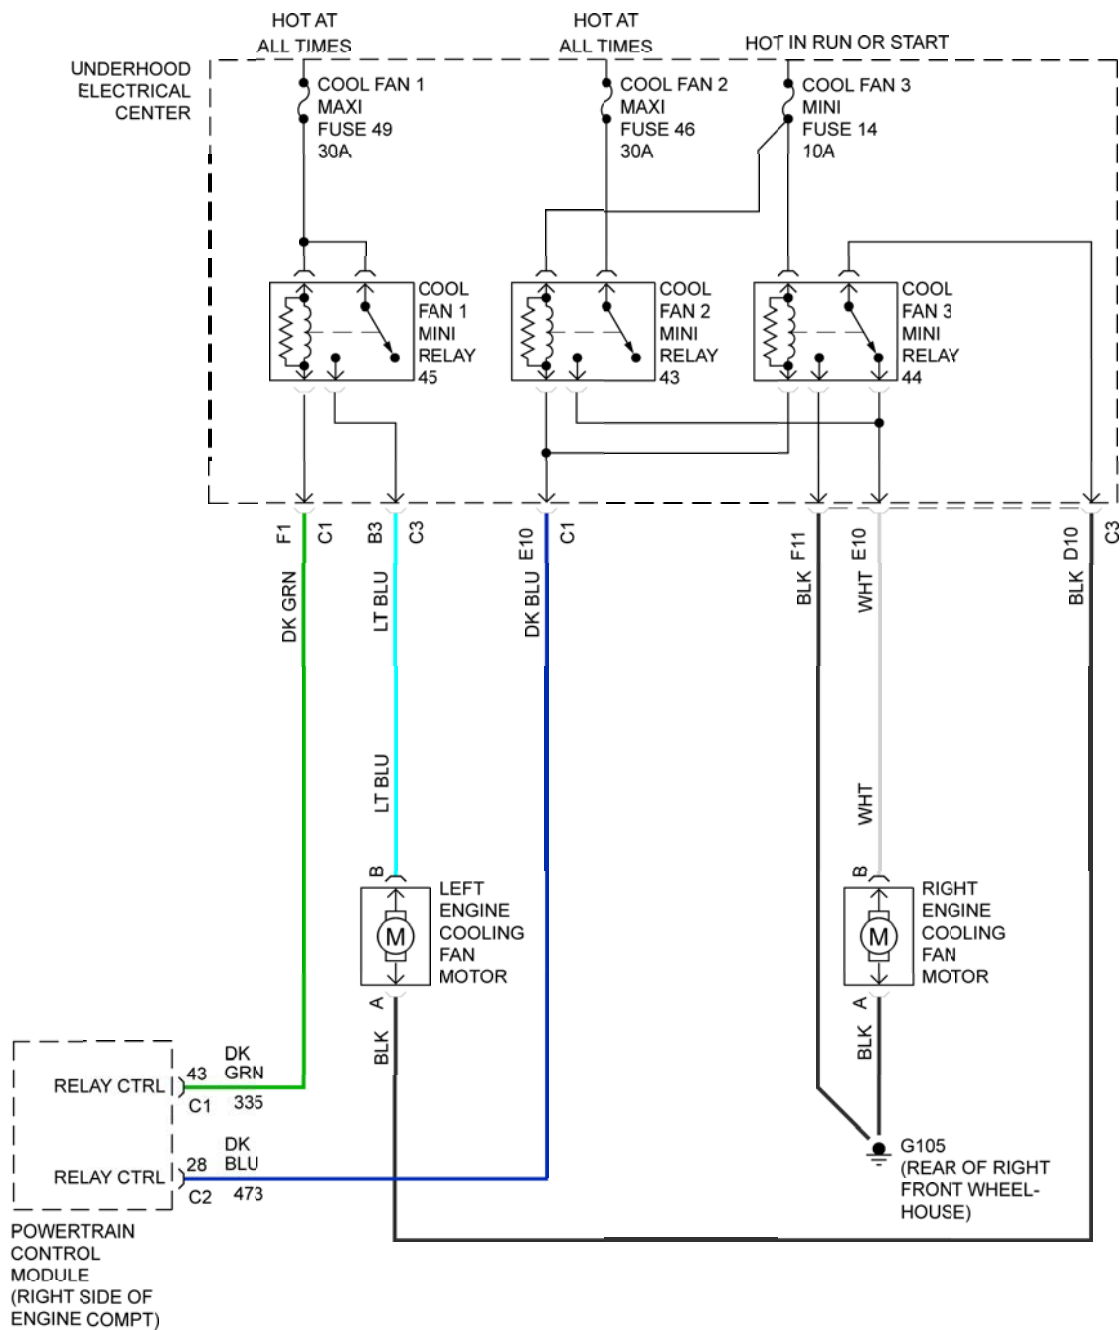 HOT AT
ALL TIMES
HOT AT
ALL TIMES
HOT IN RUN OR START
UNDERHOOD
ELECTRICAL
CENTER
COOL FAN 1
MAXI
FUSE 49
30A
COOL FAN 2
MAXI
FUSE 46
30A
COOL FAN 3
MINI
FUSE 14
10A
COOL
FAN 1
MINI
RELAY
45
COOL
FAN 2
MINI
RELAY
43
COOL
FAN 3
MINI
RELAY
44
F1
C1
B3
C3
E10
C1
F11
E10
D10
C3
DK GRN
LT BLU
DK BLU
BLK
WHT
BLK
LT BLU
WHT
B
LEFT
ENGINE
COOLING
FAN
MOTOR
M
A
BLK
B
RIGHT
ENGINE
COOLING
FAN
MOTOR
M
A
BLK
RELAY CTRL
43
DK
GRN
C1
335
RELAY CTRL
28
DK
BLU
C2
473
POWERTRAIN
CONTROL
MODULE
(RIGHT SIDE OF
ENGINE COMPT)
G105
(REAR OF RIGHT
FRONT WHEEL-
HOUSE)